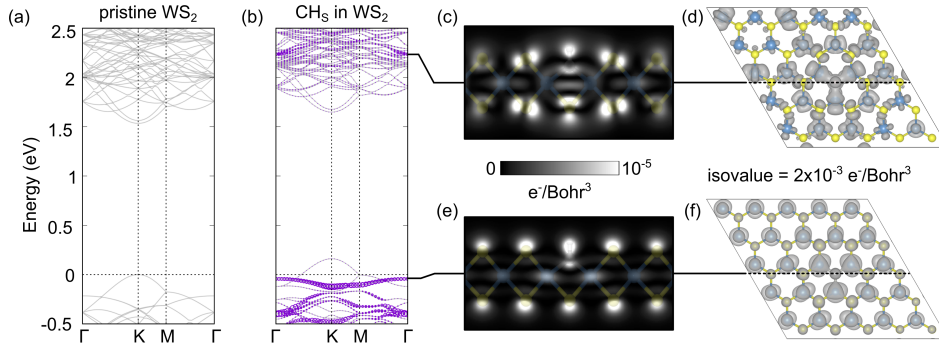 (a) pristine WS₂
(b) CH_S in WS₂
(c)
(d)
Energy (eV)
2.5
2
1.5
1
0.5
0
-0.5
Γ K M Γ
Γ K M Γ
0 10⁻⁵
e⁻/Bohr³
isovalue = 2x10⁻³ e⁻/Bohr³
(e)
(f)